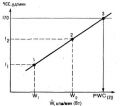 ЧСС, уд/мин
170
3
f₂
2
f₁
1
W₁
W₂
PWC₁₇₀
W, кгм/мин (Вт)